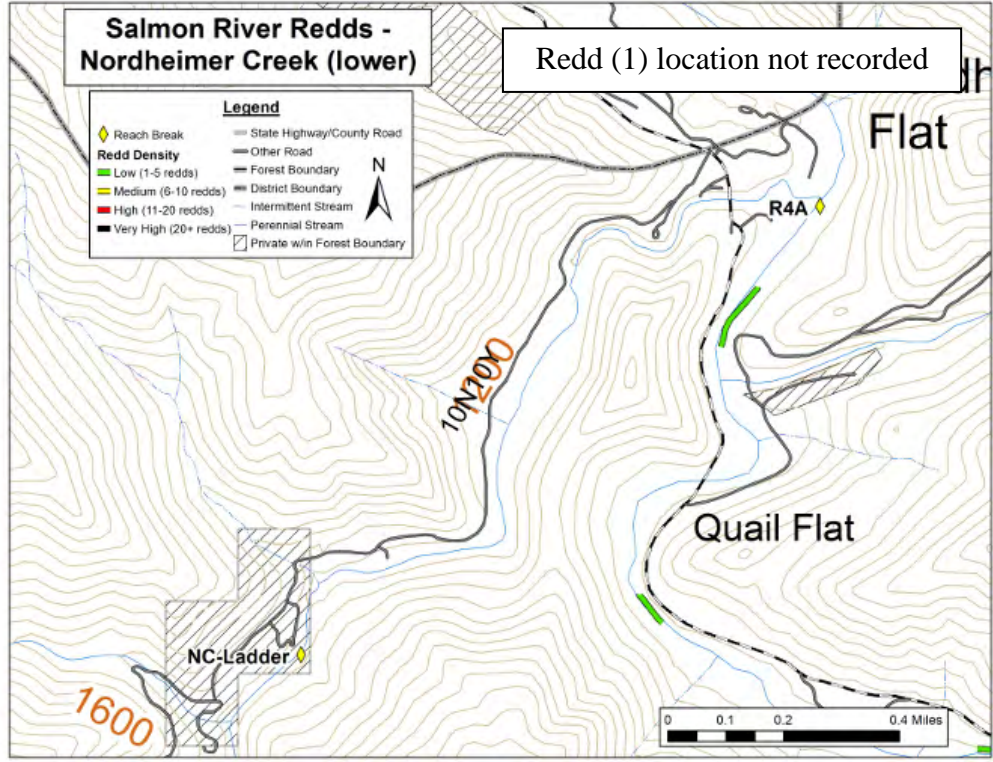 Salmon River Redds -
Nordheimer Creek (lower)
Redd (1) location not recorded
Legend
Reach Break
Redd Density
Low (1-5 redds)
Medium (6-10 redds)
High (11-20 redds)
Very High (20+ redds)
State Highway/County Road
Other Road
Forest Boundary
District Boundary
Intermittent Stream
Perennial Stream
Private w/in Forest Boundary
N
Flat
R4A
1200
10N10Y
Quail Flat
NC-Ladder
1600
0 0.1 0.2 0.4 Miles